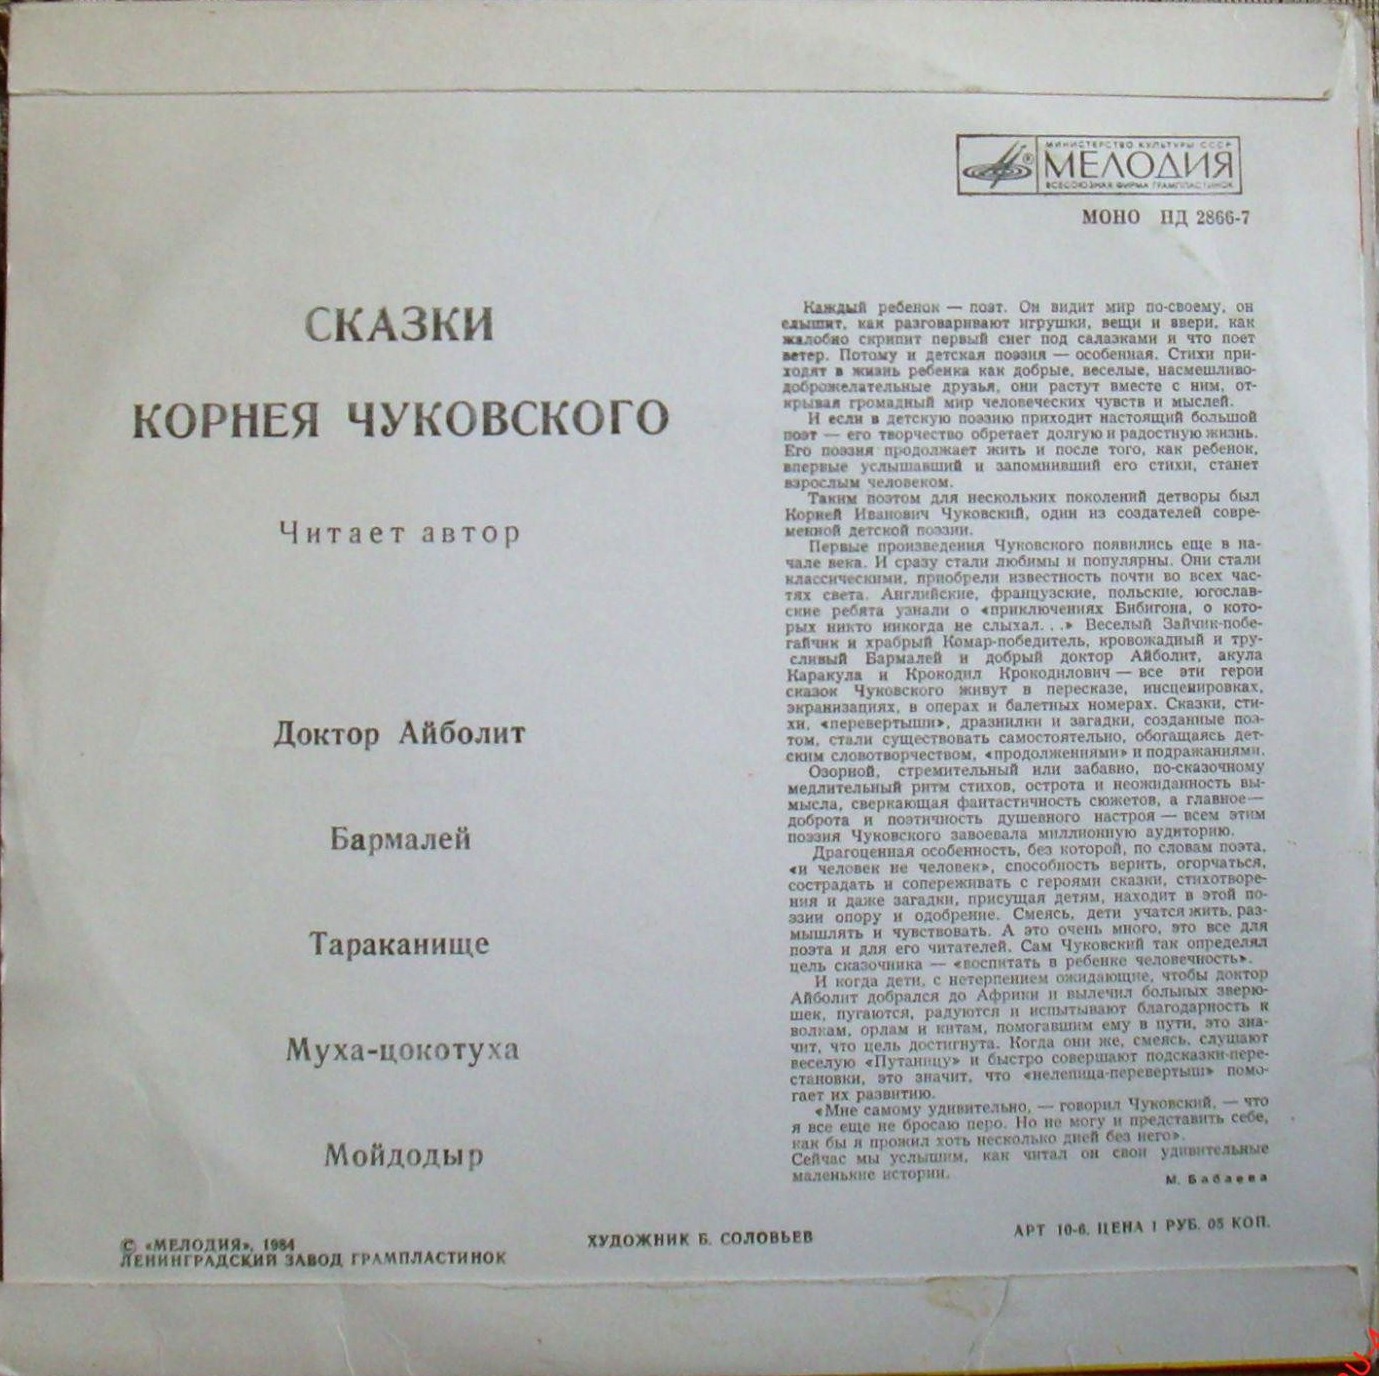 МИНИСТЕРСТВО КУЛЬТУРЫ СССР
МЕЛОДИЯ
ВСЕСОЮЗНАЯ ФИРМА ГРАМПЛАСТИНОК
МОНО НД 2866-7
СКАЗКИ
КОРНЕЯ ЧУКОВСКОГО
Читает автор
Доктор Айболит
Бармалей
Тараканище
Муха-цокотуха
Мойдодыр
Каждый ребенок — поэт. Он видит мир по-своему, он
слышит, как разговаривают игрушки, вещи и звери, как
жалобно скрипит первый снег под салазками и что поет
ветер. Потому и детская поэзия — особенная. Стихи при-
ходят в жизнь ребенка как добрые, веселые, насмешливо-
доброжелательные друзья, они растут вместе с ним, от-
крывая громадный мир человеческих чувств и мыслей.
И если в детскую поэзию приходит настоящий большой
поэт — его творчество обретает долгую и радостную жизнь.
Его поэзия продолжает жить и после того, как ребенок,
впервые услышавший и запомнивший его стихи, станет
взрослым человеком.
Таким поэтом для нескольких поколений детворы был
Корней Иванович Чуковский, один из создателей совре-
менной детской поэзии.
Первые произведения Чуковского появились еще в на-
чале века. И сразу стали любимы и популярны. Они стали
классическими, приобрели известность почти во всех час-
тях света. Английские, французские, польские, югослав-
ские ребята узнали о «приключениях Бибигона, о кото-
рых никто никогда не слыхал. . .» Веселый Зайчик-побе-
гайчик и храбрый Комар-победитель, кровожадный и тру-
сливый Бармалей и добрый доктор Айболит, акула
Каракула и Крокодил Крокодилович — все эти герои
сказок Чуковского живут в пересказе, инсценировках,
экранизациях, в операх и балетных номерах. Сказки, сти-
хи, «перевертыши», дразнилки и загадки, созданные поэ-
том, стали существовать самостоятельно, обогащаясь дет-
ским словотворчеством, «продолжениями» и подражаниями.
Озорной, стремительный или забавно, по-сказочному
медлительный ритм стихов, острота и неожиданность вы-
мысла, сверкающая фантастичность сюжетов, а главное —
доброта и поэтичность душевного настроя — всем этим
поэзия Чуковского завоевала миллионную аудиторию.
Драгоценная особенность, без которой, по словам поэта,
«и человек не человек», способность верить, огорчаться,
сострадать и сопереживать с героями сказки, стихотворе-
ния и даже загадки, присущая детям, находит в этой по-
эзии опору и одобрение. Смеясь, дети учатся жить, раз-
мышлять и чувствовать. А это очень много, это все для
поэта и для его читателей. Сам Чуковский так определял
цель сказочника — «воспитать в ребенке человечность».
И когда дети, с нетерпением ожидающие, чтобы доктор
Айболит добрался до Африки и вылечил больных зверю-
шек, пугаются, радуются и испытывают благодарность к
волкам, орлам и китам, помогавшим ему в пути, это зна-
чит, что цель достигнута. Когда они же, смеясь, слушают
веселую «Путаницу» и быстро совершают подсказки-пере-
становки, это значит, что «нелепица-перевертыш» помо-
гает их развитию.
«Мне самому удивительно, — говорил Чуковский, — что
я все еще не бросаю перо. Но не могу и представить себе,
как бы я прожил хоть несколько дней без него».
Сейчас мы услышим, как читал он свои удивительные
маленькие истории.
М. Бабаева
© «МЕЛОДИЯ», 1984
ЛЕНИНГРАДСКИЙ ЗАВОД ГРАМПЛАСТИНОК
ХУДОЖНИК Б. СОЛОВЬЕВ
АРТ 10-6. ЦЕНА 1 РУБ. 05 КОП.